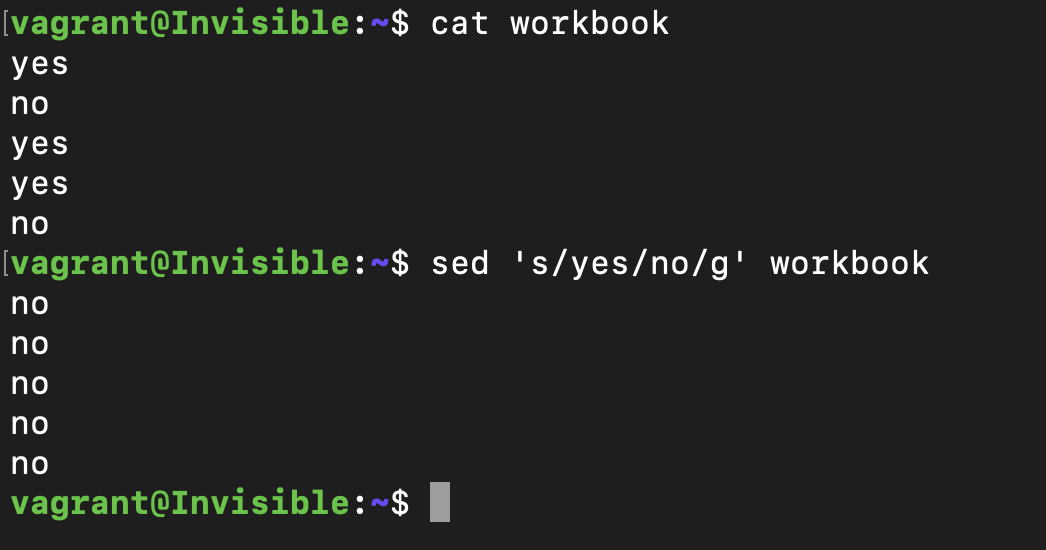 [vagrant@Invisible:~$ cat workbook
yes
no
yes
yes
no
[vagrant@Invisible:~$ sed 's/yes/no/g' workbook
no
no
no
no
no
vagrant@Invisible:~$